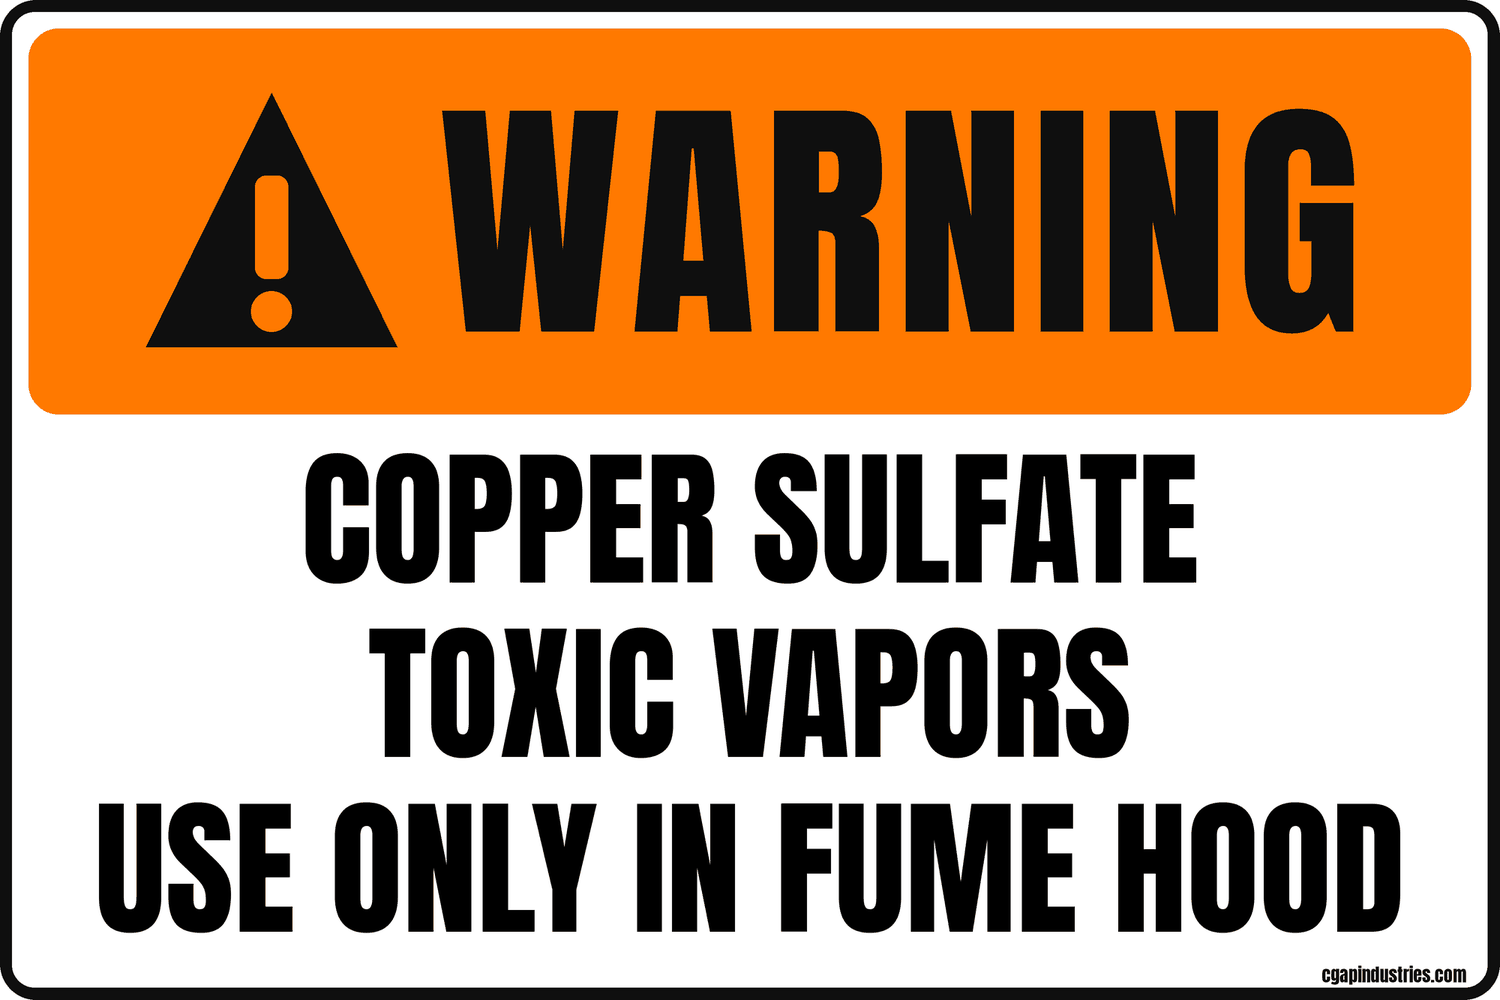 WARNING
COPPER SULFATE
TOXIC VAPORS
USE ONLY IN FUME HOOD
cgapindustries.com